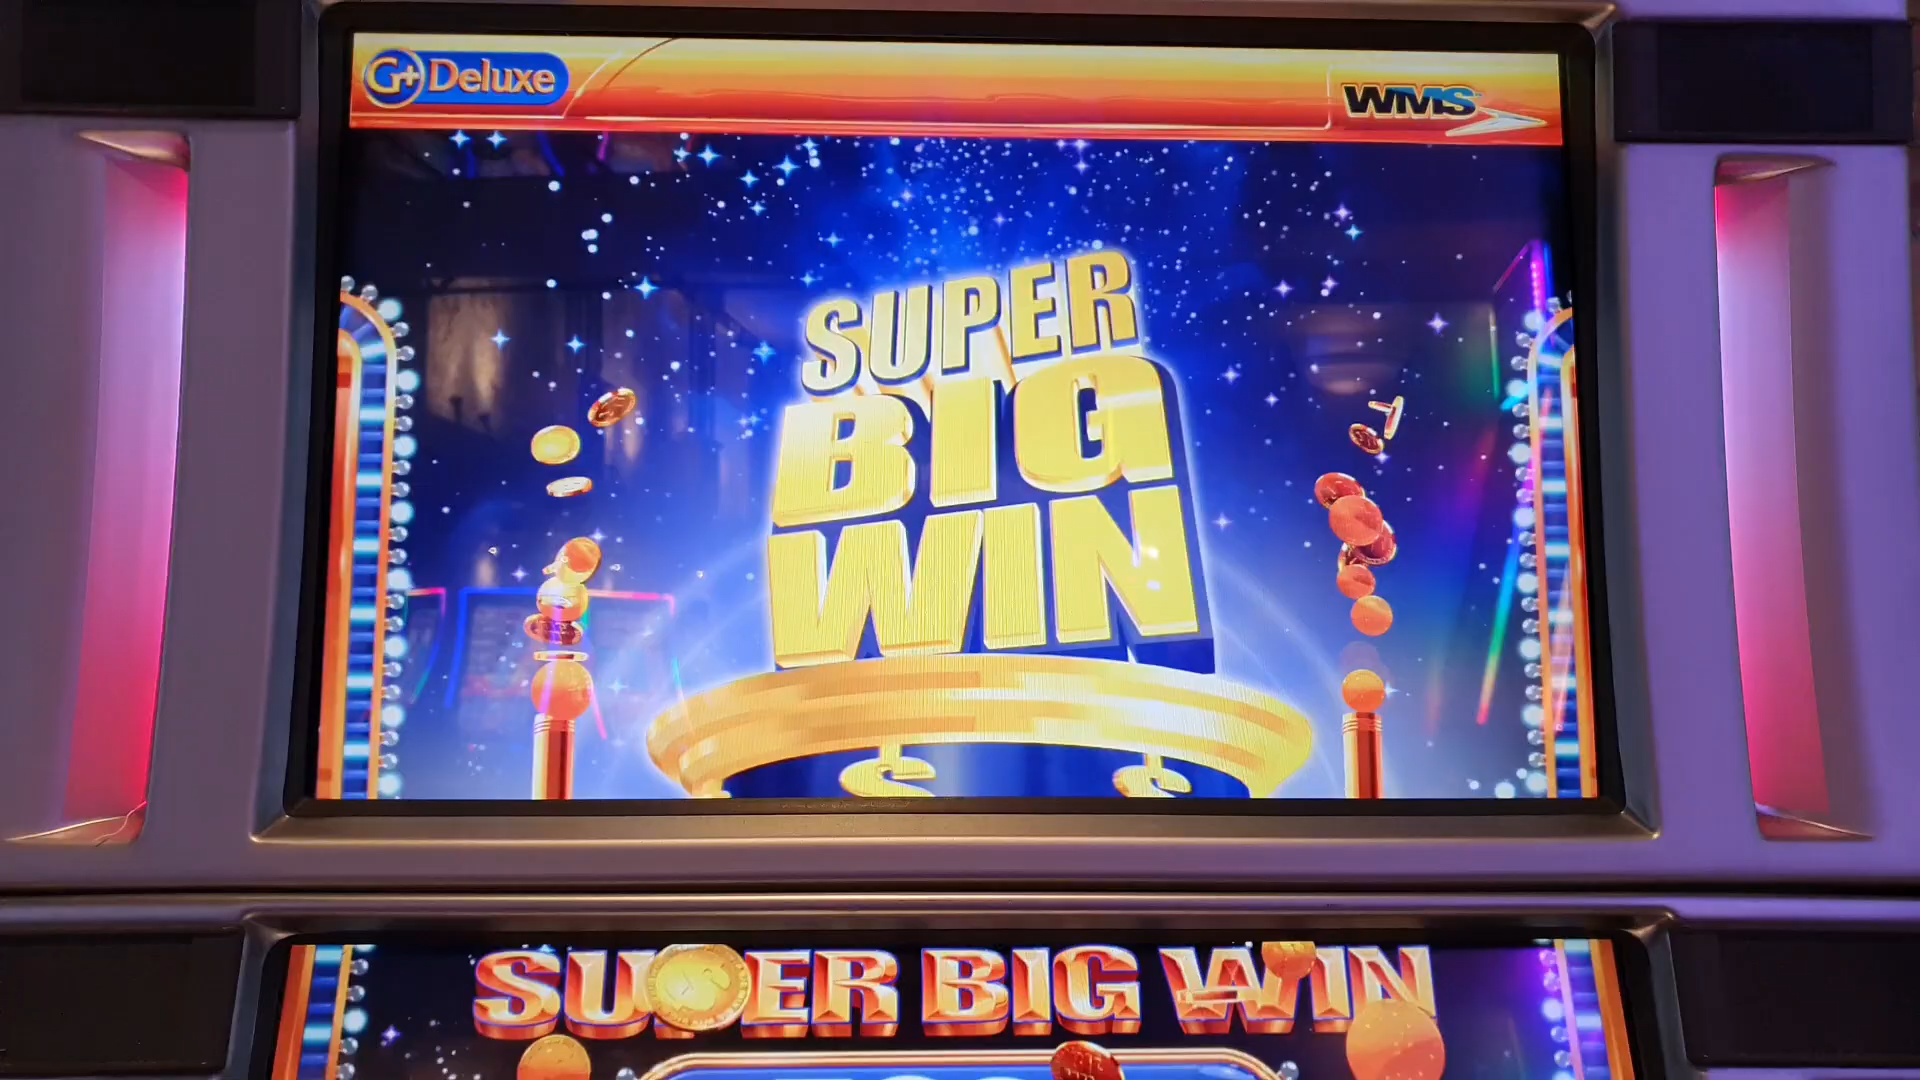 G+ Deluxe
WMS
SUPER
BIG
WIN
$ $
SUPER BIG WIN